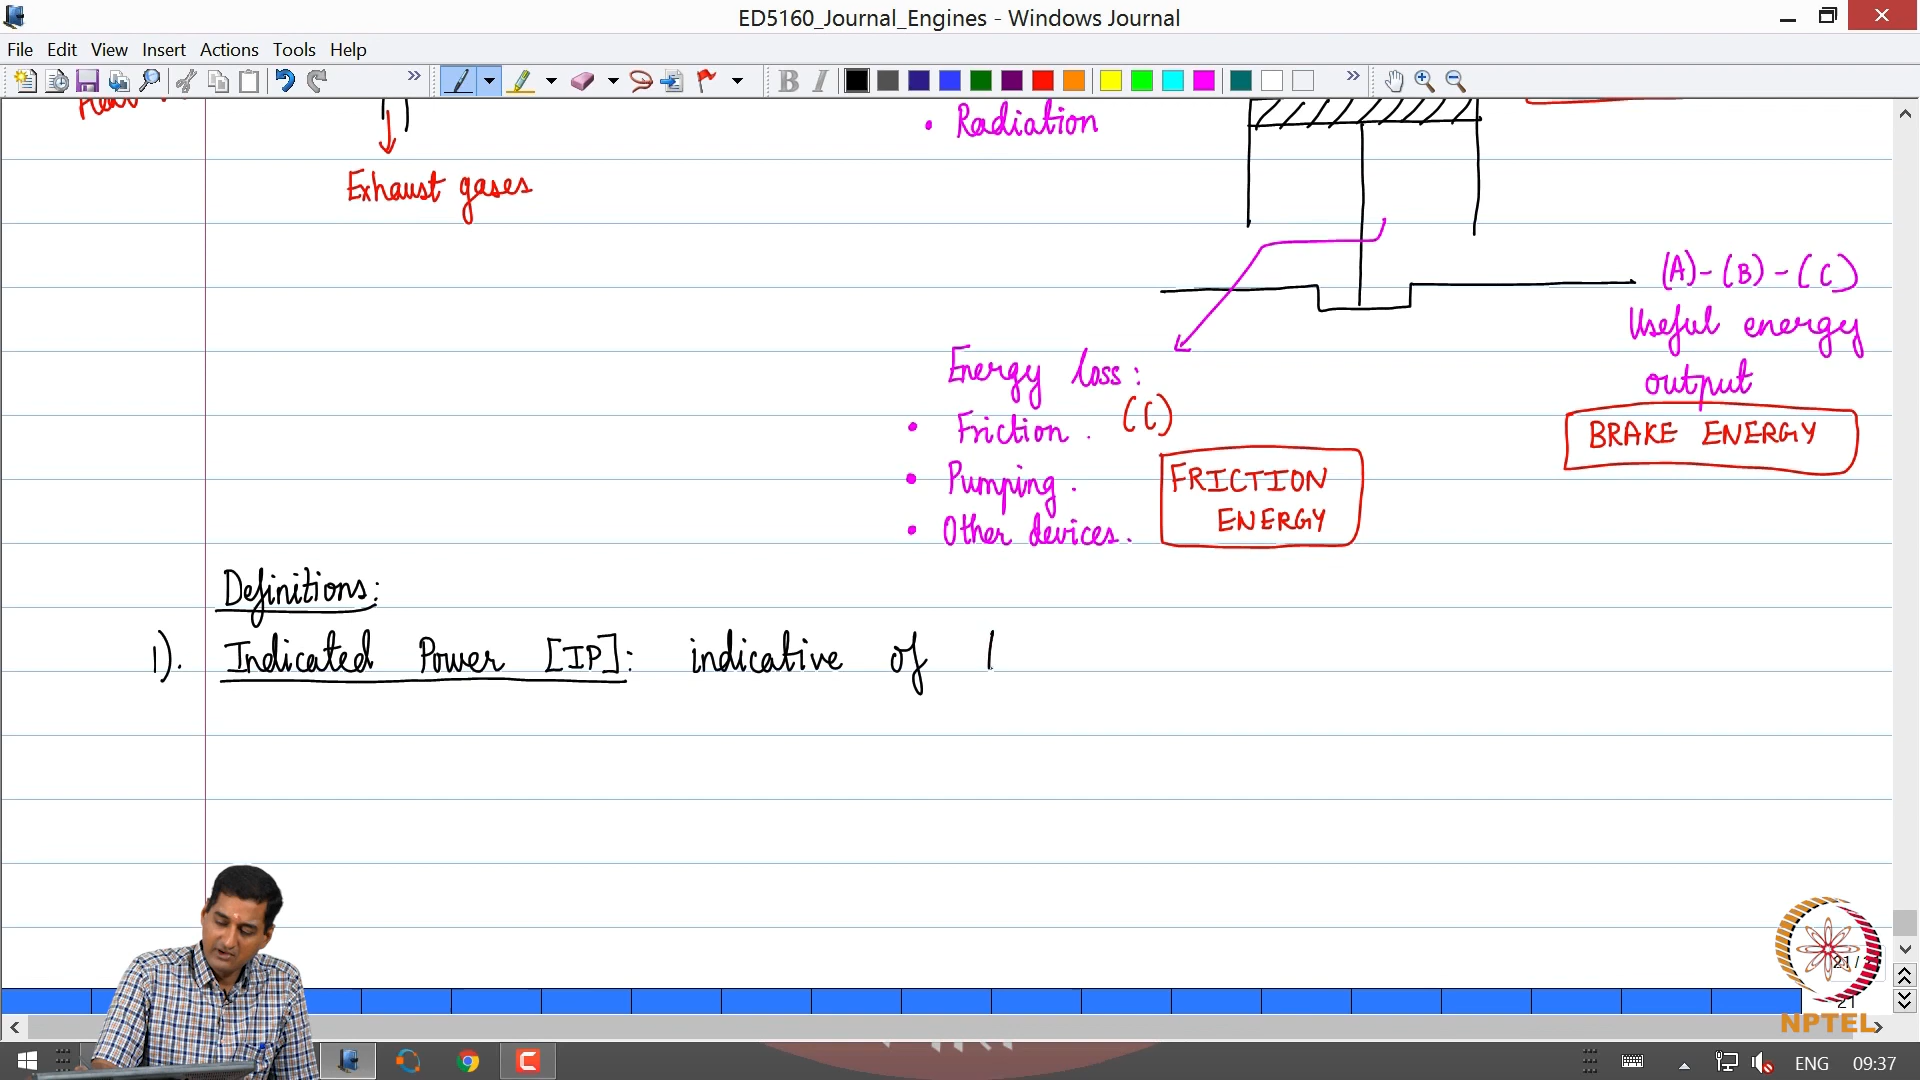 ED5160_Journal_Engines - Windows Journal
File Edit View Insert Actions Tools Help
B I
• Radiation
Exhaust gases
(A)-(B)-(C)
Useful energy
output
BRAKE ENERGY
Energy loss:
• Friction. (C)
• Pumping.
• Other devices.
FRICTION
ENERGY
Definitions:
1). Indicated Power [IP]: indicative of
21
NPTEL
ENG 09:37